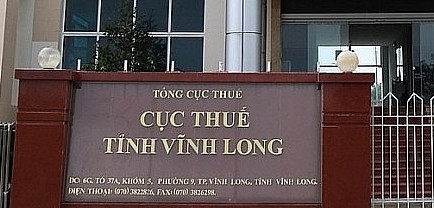 TỔNG CỤC THUẾ
CỤC THUẾ
TỈNH VĨNH LONG
ĐC: 6G, TỔ 37A, KHÓM 5, PHƯỜNG 9, TP. VĨNH LONG, TỈNH VĨNH LONG.
ĐIỆN THOẠI: (070) 3822826, FAX: (070) 3826298.